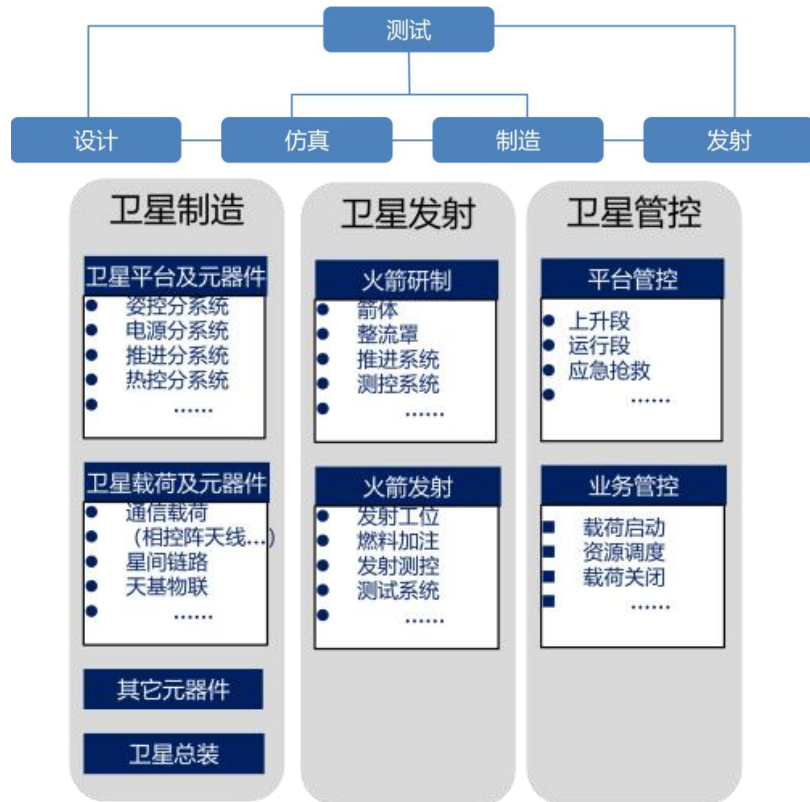 测试
设计
仿真
制造
发射
卫星制造
卫星平台及元器件
姿控分系统
电源分系统
推进分系统
热控分系统
......
卫星载荷及元器件
通信载荷
（相控阵天线...）
星间链路
天基物联
......
其它元器件
卫星总装
卫星发射
火箭研制
箭体
整流罩
推进系统
测控系统
......
火箭发射
发射工位
燃料加注
发射测控
测试系统
......
卫星管控
平台管控
上升段
运行段
应急抢救
......
业务管控
载荷启动
资源调度
载荷关闭
......